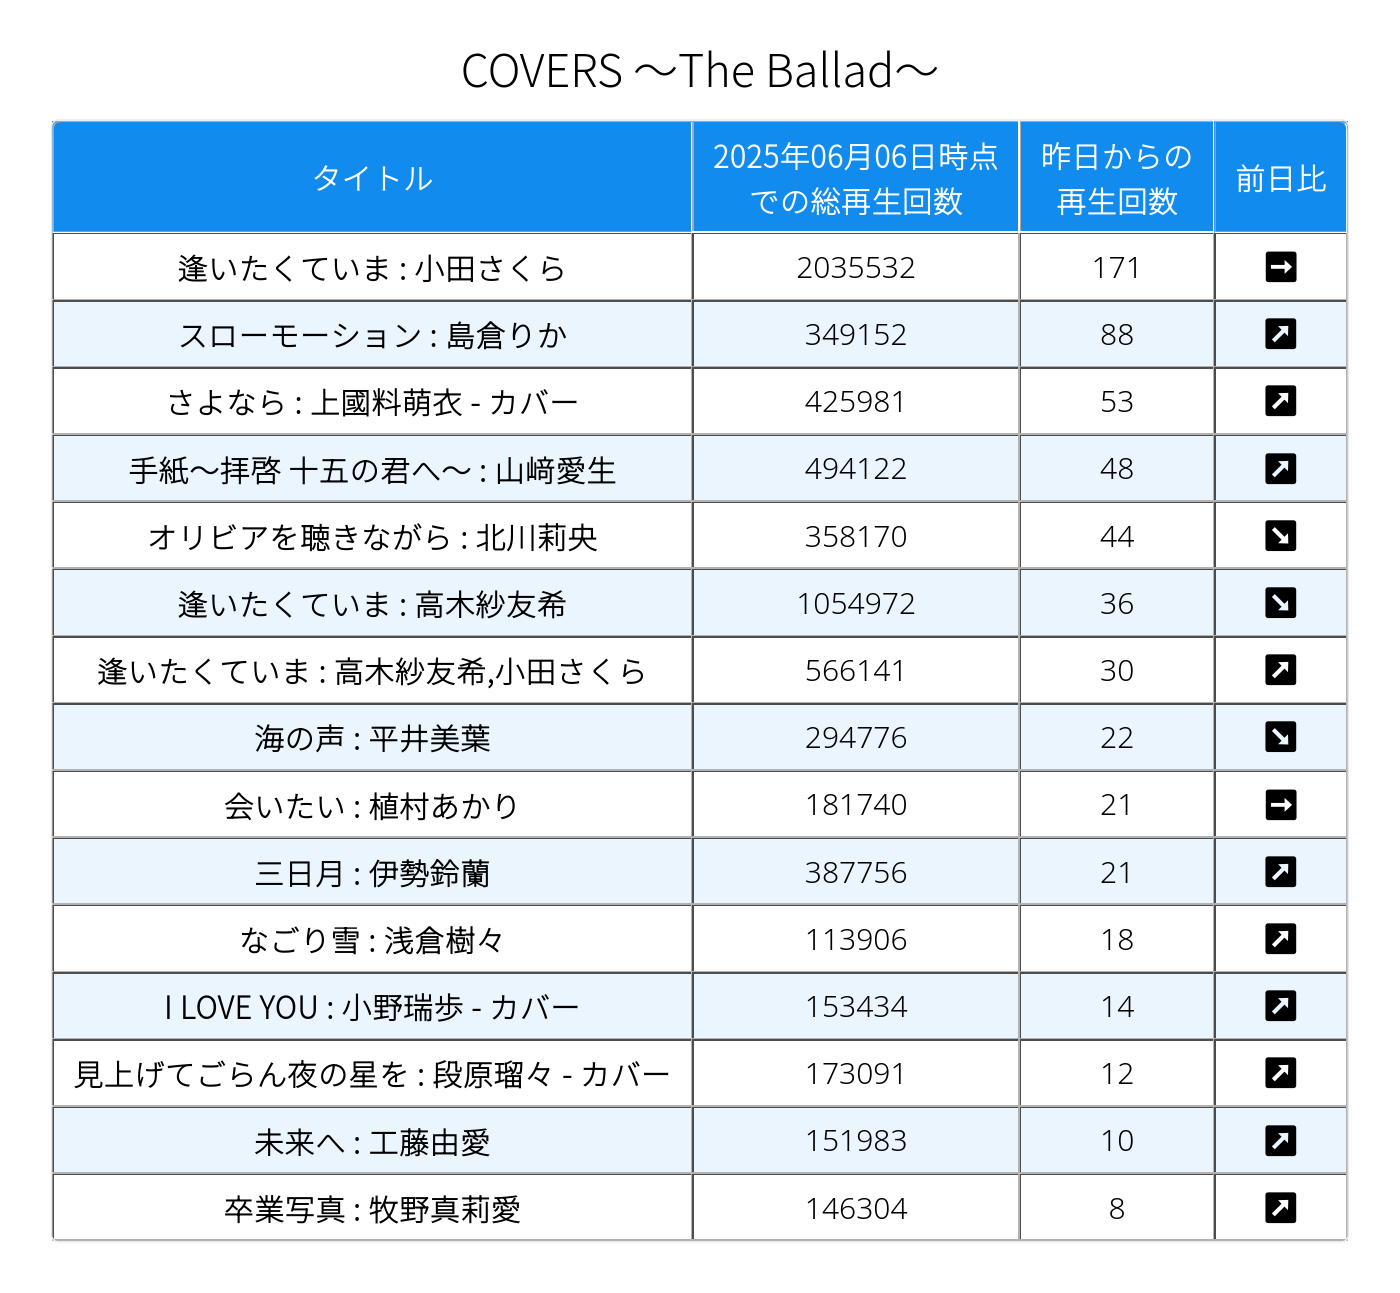 COVERS ～The Ballad～
タイトル 2025年06月06日時点での総再生回数 昨日からの再生回数 前日比
逢いたくていま : 小田さくら 2035532 171 ➡
スローモーション : 島倉りか 349152 88 ↗
さよなら : 上國料萌衣 - カバー 425981 53 ↗
手紙～拝啓 十五の君へ～ : 山﨑愛生 494122 48 ↗
オリビアを聴きながら : 北川莉央 358170 44 ↘
逢いたくていま : 高木紗友希 1054972 36 ↘
逢いたくていま : 高木紗友希,小田さくら 566141 30 ↗
海の声 : 平井美葉 294776 22 ↘
会いたい : 植村あかり 181740 21 ➡
三日月 : 伊勢鈴蘭 387756 21 ↗
なごり雪 : 浅倉樹々 113906 18 ↗
I LOVE YOU : 小野瑞歩 - カバー 153434 14 ↗
見上げてごらん夜の星を : 段原瑠々 - カバー 173091 12 ↗
未来へ : 工藤由愛 151983 10 ↗
卒業写真 : 牧野真莉愛 146304 8 ↗